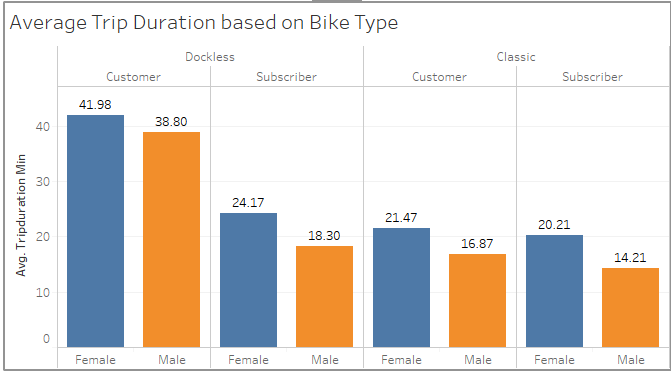 Average Trip Duration based on Bike Type
Dockless Classic
Customer Subscriber Customer Subscriber
41.98
38.80
24.17
18.30
21.47
16.87
20.21
14.21
Avg. Tripduration Min
40
30
20
10
0
Female Male Female Male Female Male Female Male